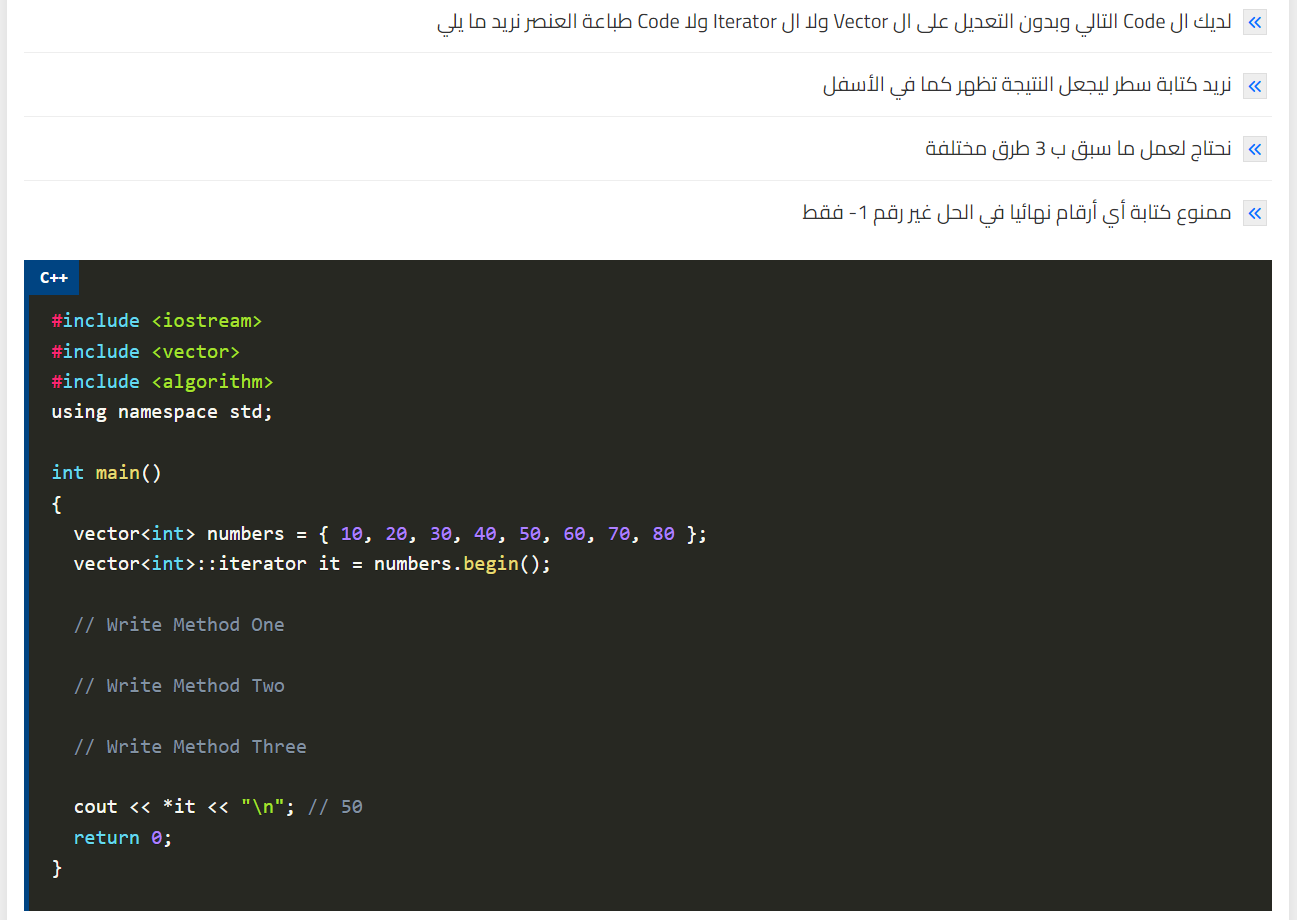 لديك ال Code التالي وبدون التعديل على ال Vector ولا ال Iterator ولا Code طباعة العنصر نريد ما يلي
نريد كتابة سطر ليجعل النتيجة تظهر كما في الأسفل
نحتاج لعمل ما سبق ب 3 طرق مختلفة
ممنوع كتابة أي أرقام نهائيا في الحل غير رقم 1- فقط
C++
#include <iostream>
#include <vector>
#include <algorithm>
using namespace std;
int main()
{
  vector<int> numbers = { 10, 20, 30, 40, 50, 60, 70, 80 };
  vector<int>::iterator it = numbers.begin();
  // Write Method One
  // Write Method Two
  // Write Method Three
  cout << *it << "\n"; // 50
  return 0;
}